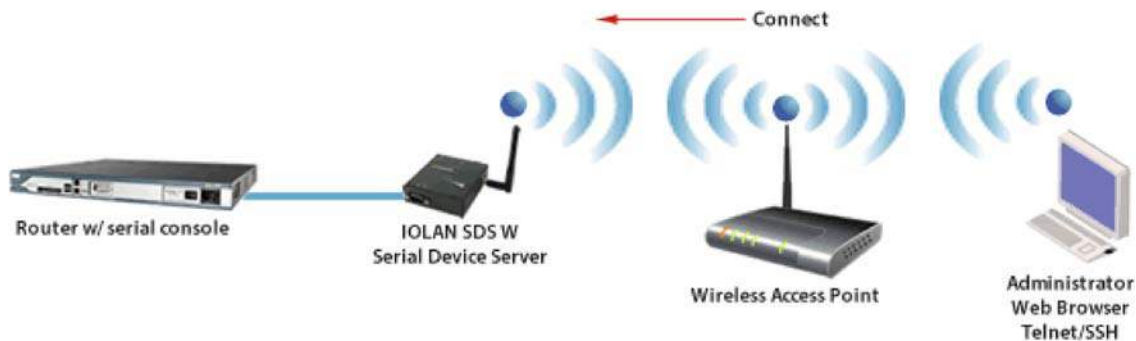 Connect
Router w/ serial console
IOLAN SDS W
Serial Device Server
Wireless Access Point
Administrator
Web Browser
Telnet/SSH